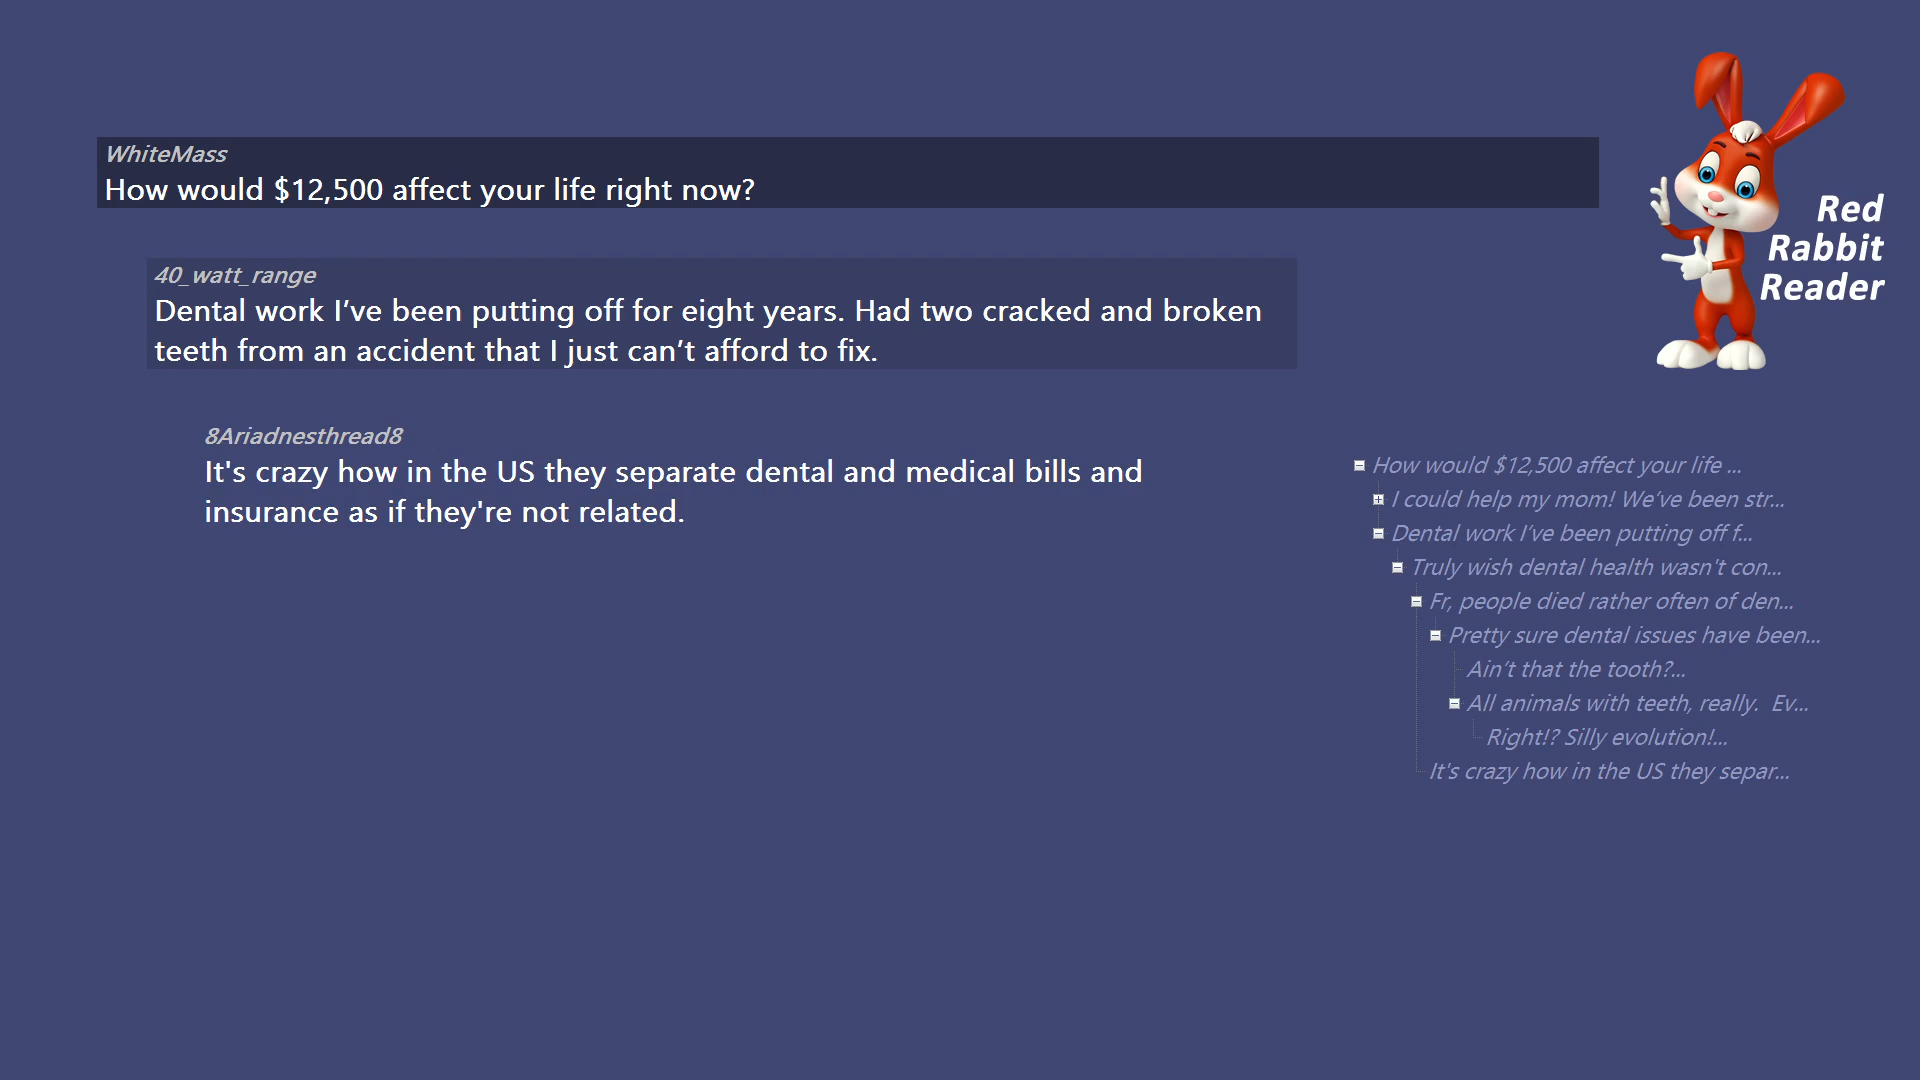 WhiteMass
How would $12,500 affect your life right now?
40_watt_range
Dental work I’ve been putting off for eight years. Had two cracked and broken
teeth from an accident that I just can’t afford to fix.
8Ariadnesthread8
It's crazy how in the US they separate dental and medical bills and
insurance as if they're not related.
Red
Rabbit
Reader
How would $12,500 affect your life ...
I could help my mom! We’ve been str...
Dental work I’ve been putting off f...
Truly wish dental health wasn't con...
Fr, people died rather often of den...
Pretty sure dental issues have been...
Ain’t that the tooth?...
All animals with teeth, really.  Ev...
Right!? Silly evolution!...
It's crazy how in the US they separ...